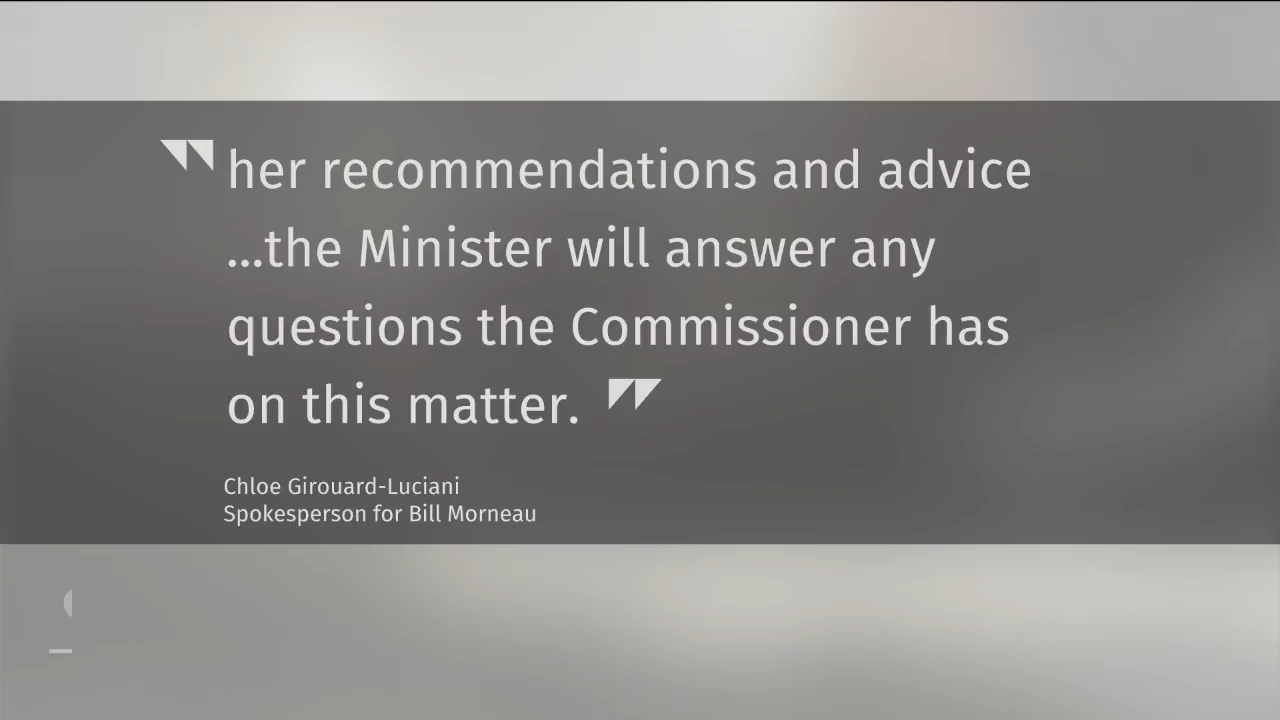 her recommendations and advice
...the Minister will answer any
questions the Commissioner has
on this matter.
Chloe Girouard-Luciani
Spokesperson for Bill Morneau